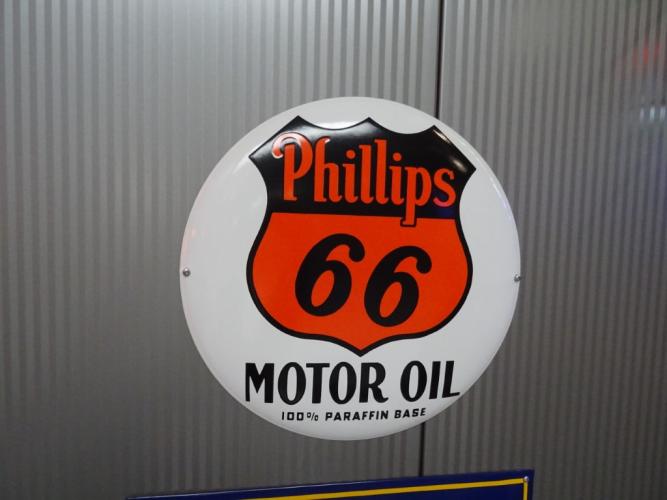 Phillips
66
MOTOR OIL
100% PARAFFIN BASE